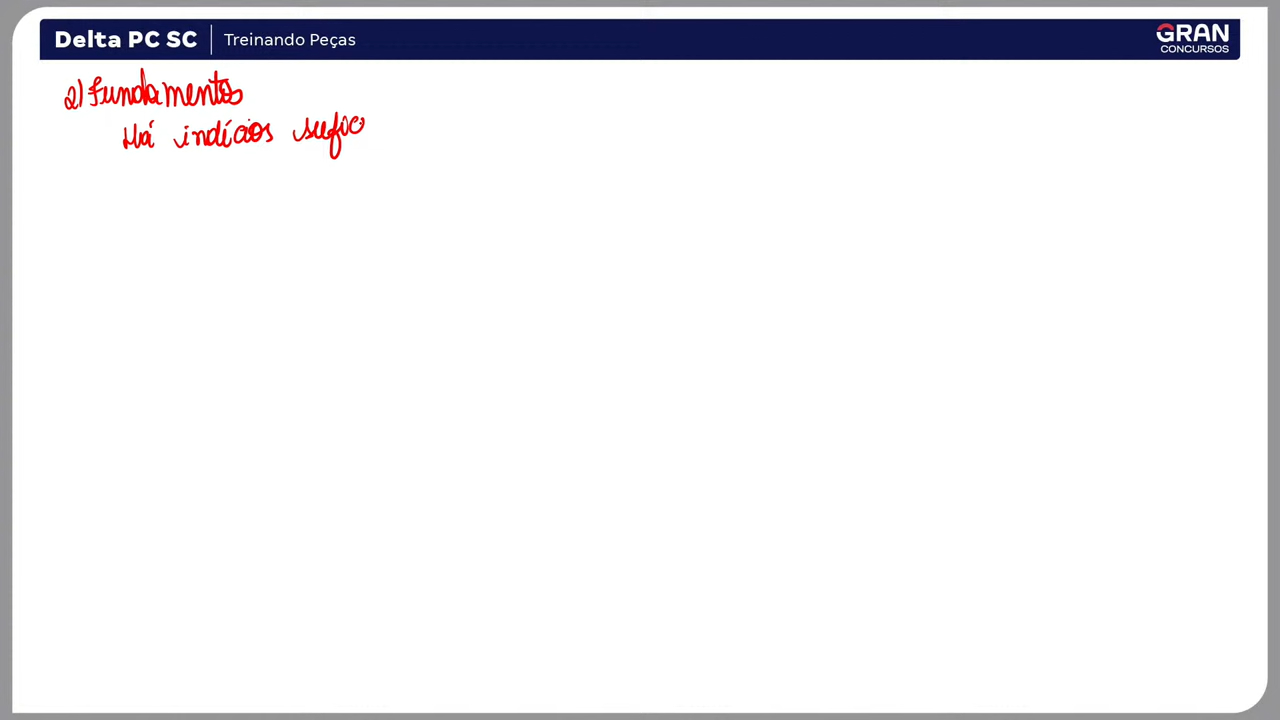 Delta PC SC | Treinando Peças
GRAN
CONCURSOS
2) Fundamentos
Há indícios sufic